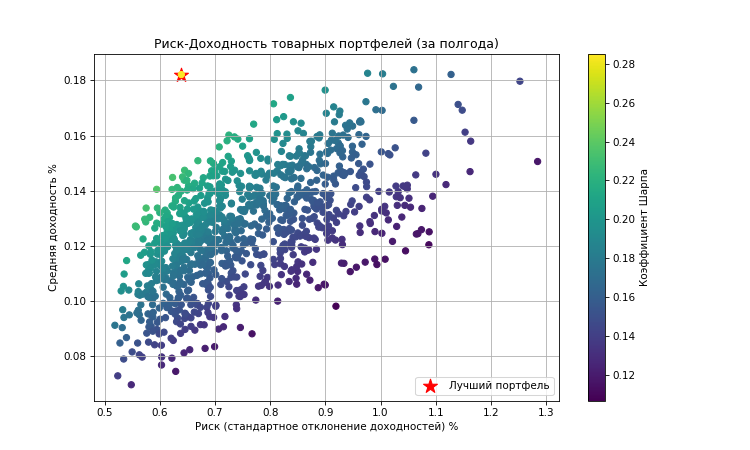 Риск-Доходность товарных портфелей (за полгода)
Средняя доходность %
0.18
0.16
0.14
0.12
0.10
0.08
0.5 0.6 0.7 0.8 0.9 1.0 1.1 1.2 1.3
Риск (стандартное отклонение доходностей) %
Лучший портфель
0.28
0.26
0.24
0.22
0.20
0.18
0.16
0.14
0.12
Коэффициент Шарпа